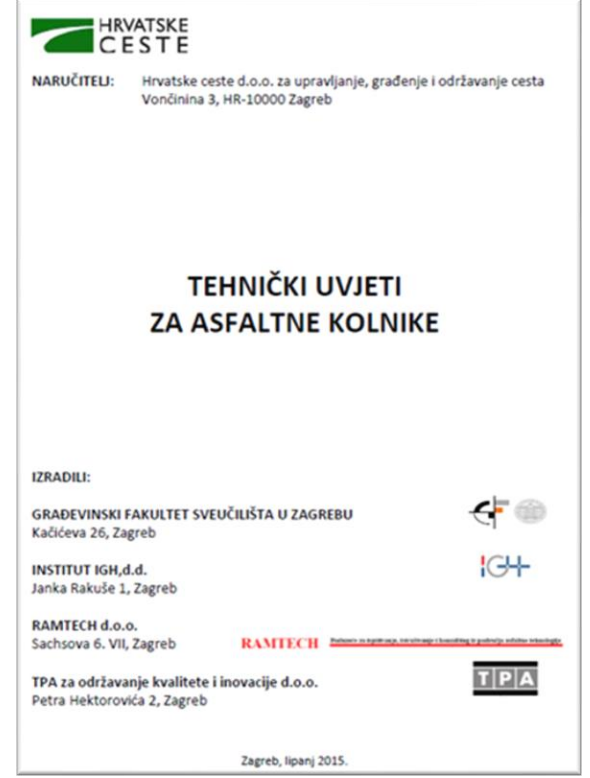 HRVATSKE
CESTE
NARUČITELJ: Hrvatske ceste d.o.o. za upravljanje, građenje i održavanje cesta
Vončinina 3, HR-10000 Zagreb
TEHNIČKI UVJETI
ZA ASFALTNE KOLNIKE
IZRADILI:
GRAĐEVINSKI FAKULTET SVEUČILIŠTA U ZAGREBU
Kačićeva 26, Zagreb
INSTITUT IGH,d.d.
Janka Rakuše 1, Zagreb
IGH
RAMTECH d.o.o.
Sachsova 6. VII, Zagreb
RAMTECH
TPA za održavanje kvalitete i inovacije d.o.o.
Petra Hektorovića 2, Zagreb
TPA
Zagreb, lipanj 2015.